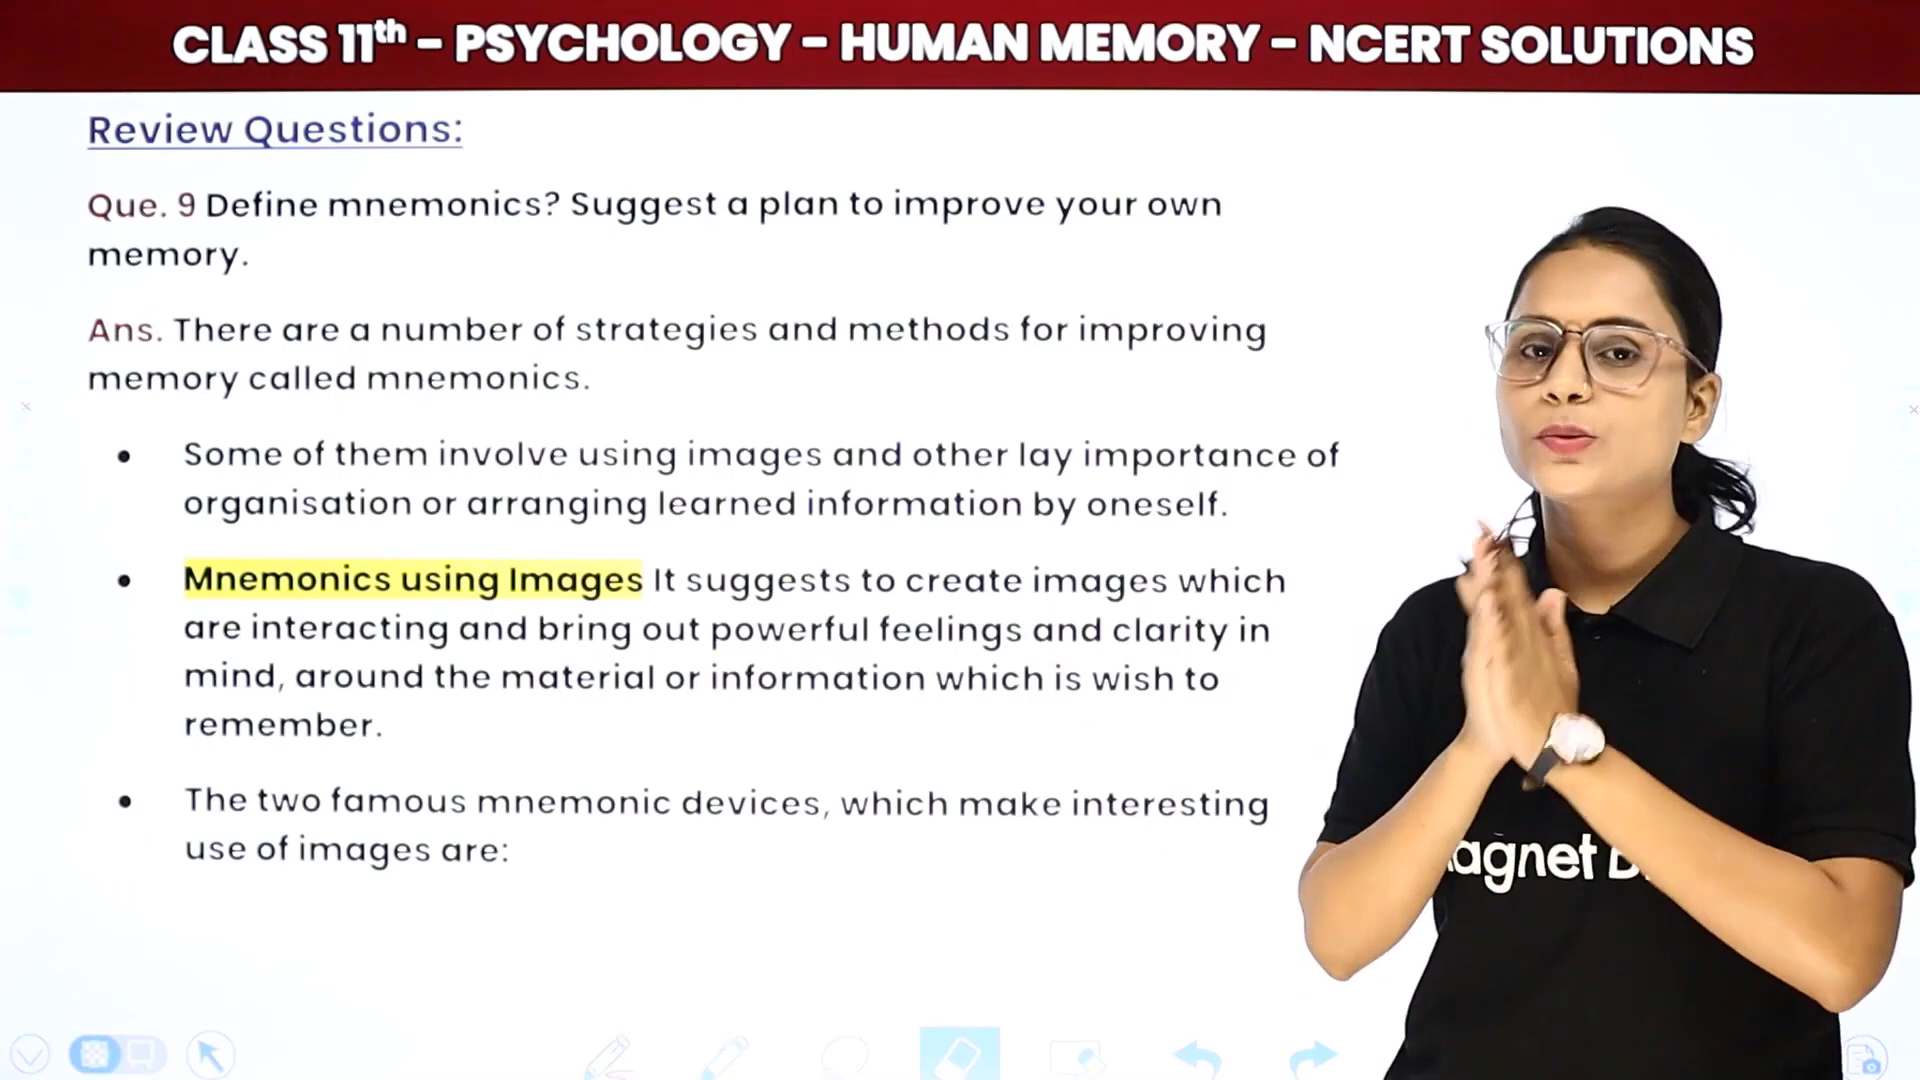 CLASS 11th – PSYCHOLOGY – HUMAN MEMORY – NCERT SOLUTIONS
Review Questions:
Que. 9 Define mnemonics? Suggest a plan to improve your own
memory.
Ans. There are a number of strategies and methods for improving
memory called mnemonics.
• Some of them involve using images and other lay importance of
organisation or arranging learned information by oneself.
• Mnemonics using Images It suggests to create images which
are interacting and bring out powerful feelings and clarity in
mind, around the material or information which is wish to
remember.
• The two famous mnemonic devices, which make interesting
use of images are:
agnet